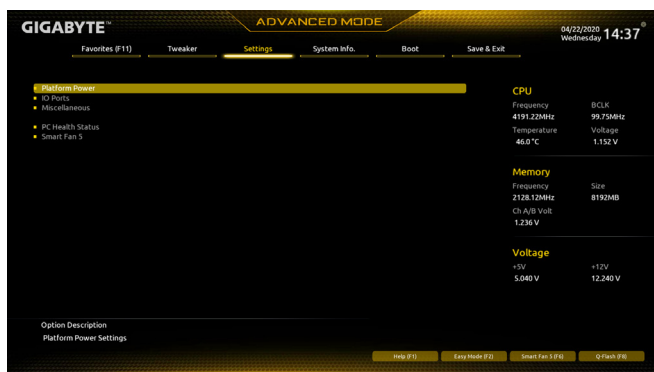 GIGABYTE™
ADVANCED MODE
04/22/2020
Wednesday 14:37
Favorites (F11) Tweaker Settings System Info. Boot Save & Exit
Platform Power
IO Ports
Miscellaneous
PC Health Status
Smart Fan 5
CPU
Frequency BCLK
4191.22MHz 99.75MHz
Temperature Voltage
46.0 °C 1.152 V
Memory
Frequency Size
2128.12MHz 8192MB
Ch A/B Volt
1.236 V
Voltage
+5V +12V
5.040 V 12.240 V
Option Description
Platform Power Settings
Help (F1) Easy Mode (F2) Smart Fan 5 (F6) Q-Flash (F8)